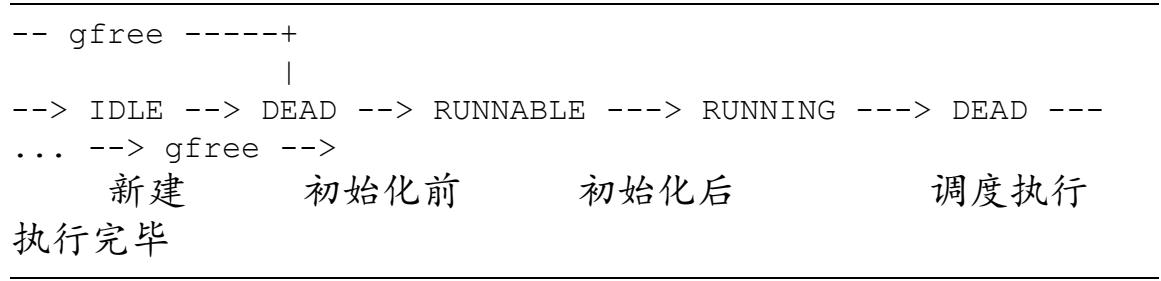 -- gfree -----+
              |
--> IDLE --> DEAD --> RUNNABLE ---> RUNNING ---> DEAD ---
... --> gfree -->
新建 初始化前 初始化后 调度执行
执行完毕